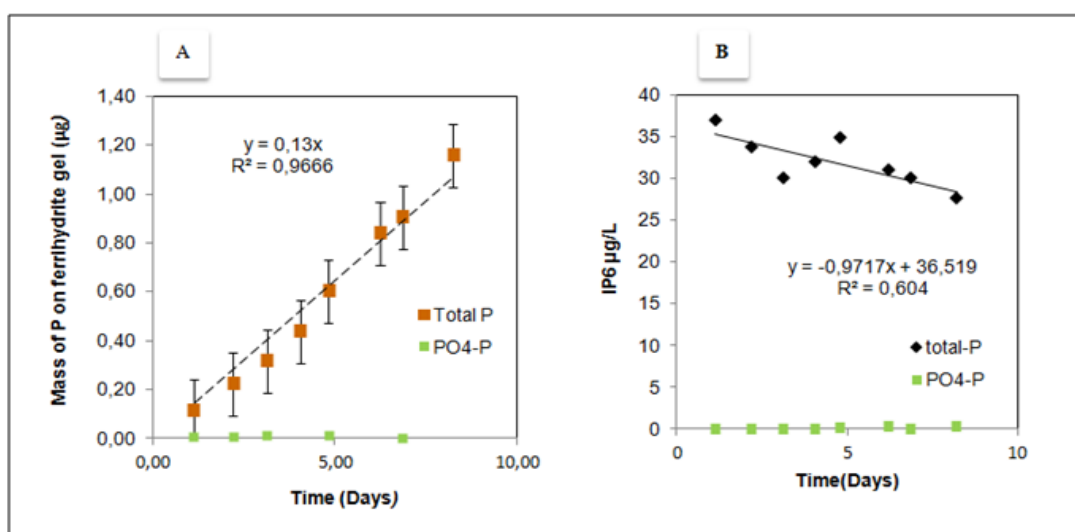 A
Mass of P on ferrihydrite gel (µg)
1,40
1,20
1,00
0,80
0,60
0,40
0,20
0,00
y = 0,13x
R² = 0,9666
Total P
PO4-P
0,00
5,00
10,00
Time (Days)
B
IP6 µg/L
40
35
30
25
20
15
10
5
0
y = -0,9717x + 36,519
R² = 0,604
total-P
PO4-P
0
5
10
Time(Days)